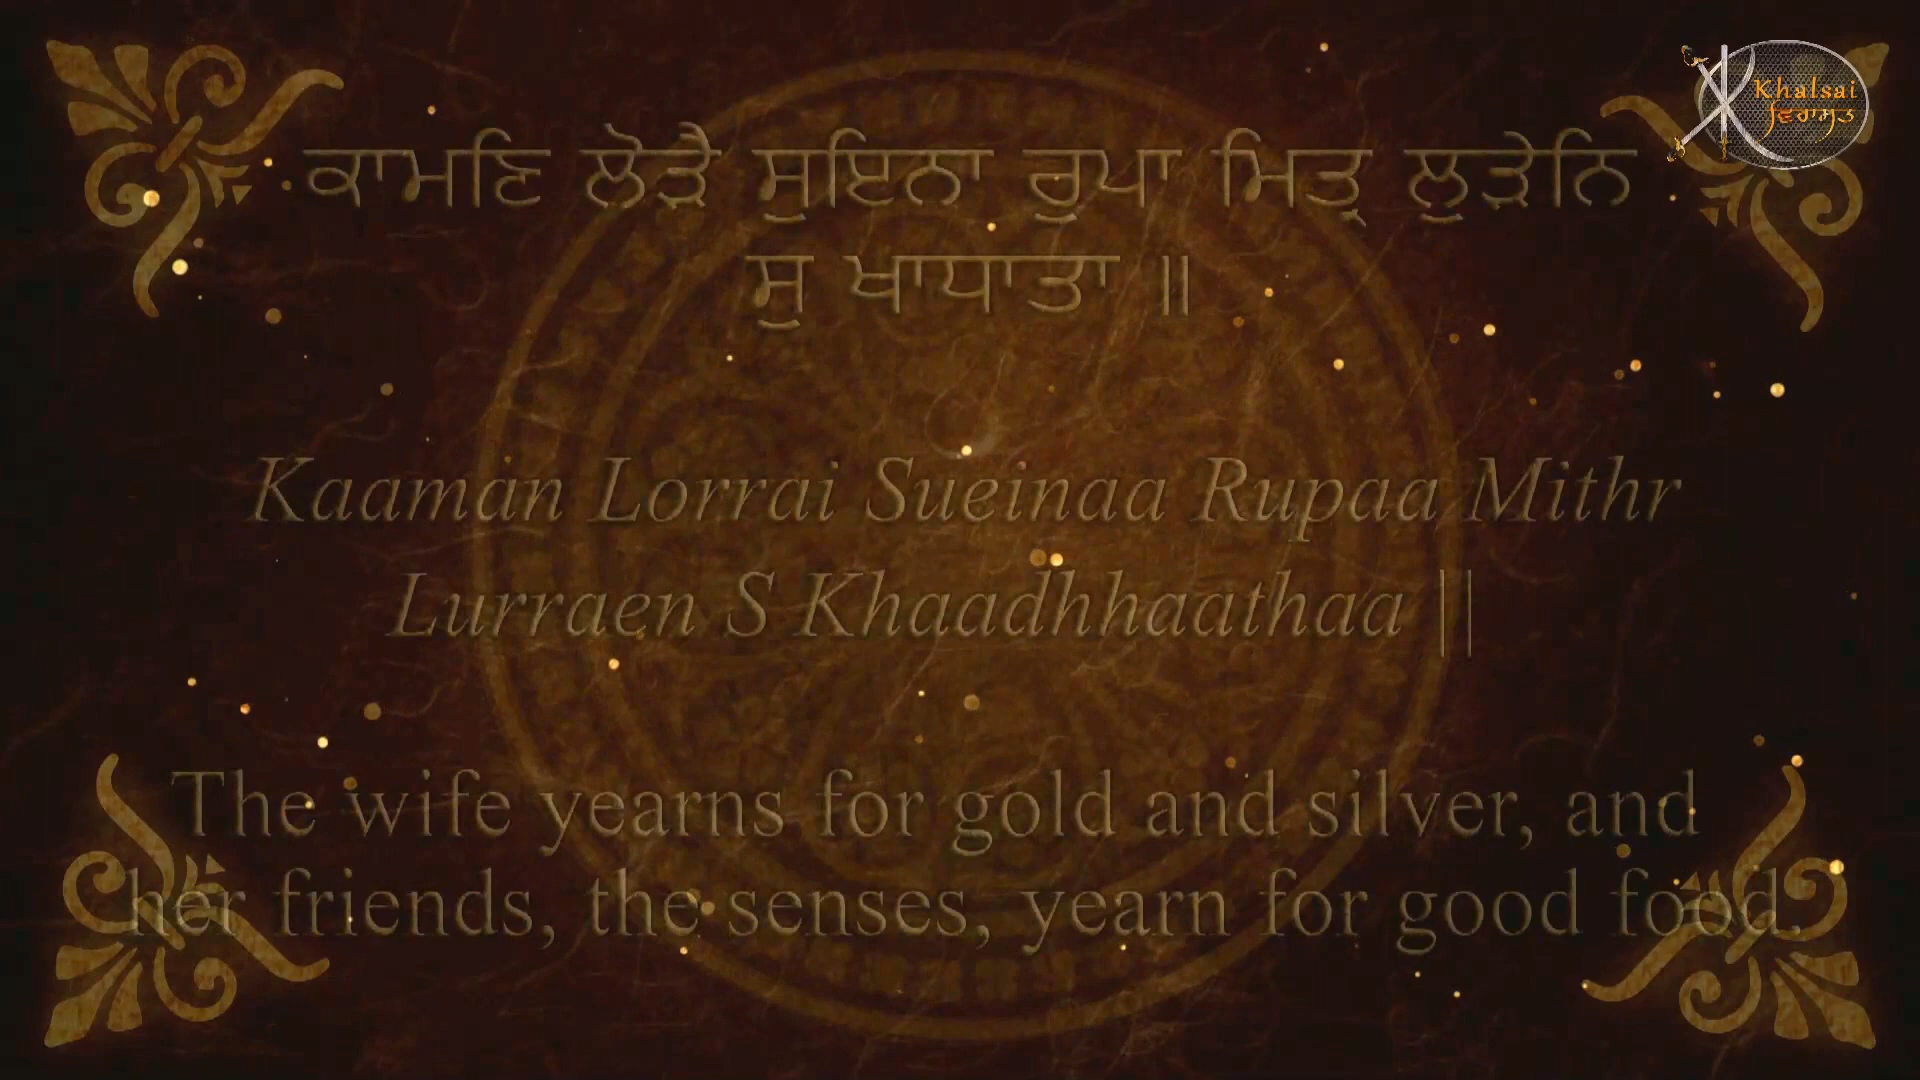 Khalsai
ਵਿਰਾਸਤ
ਕਾਮਣਿ ਲੋੜੈ ਸੁਇਨਾ ਰੁਪਾ ਮਿਤ੍ਰ ਲੁੜੇਨਿ
ਸੁ ਖਾਧਾਤਾ ॥
Kaaman Lorrai Sueinaa Rupaa Mithr
Lurraen S Khaadhhaathaa ||
The wife yearns for gold and silver, and
her friends, the senses, yearn for good food.